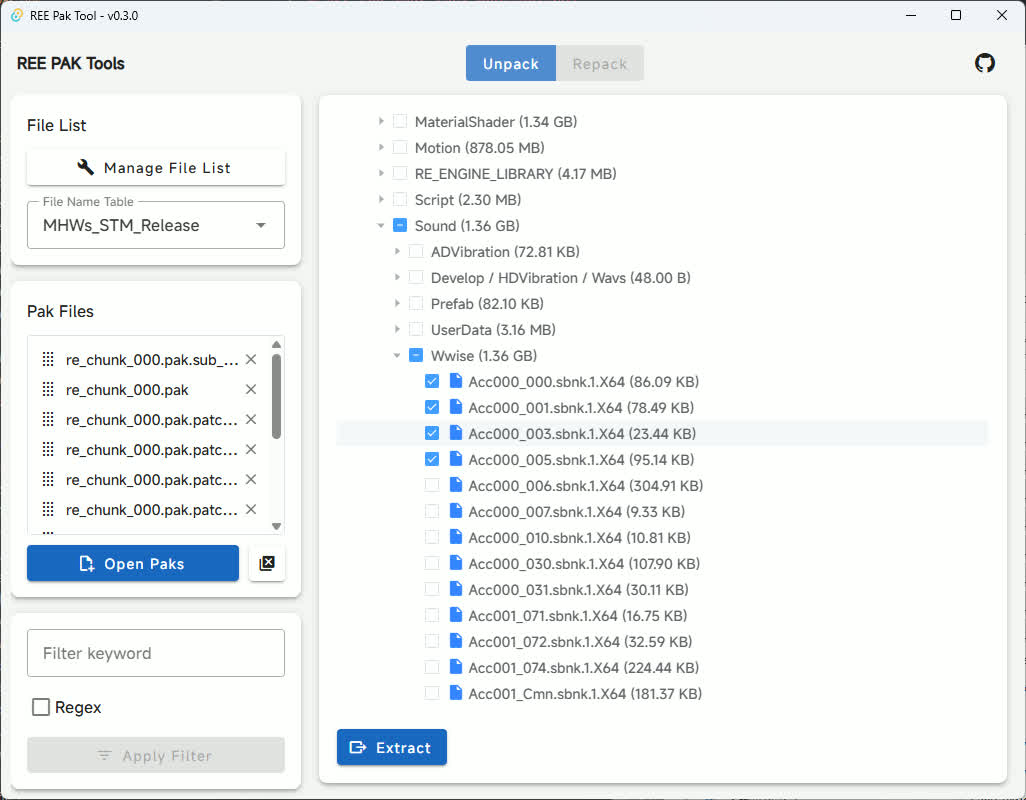 REE Pak Tool - v0.3.0
REE PAK Tools
Unpack
Repack
File List
Manage File List
File Name Table
MHWs_STM_Release
Pak Files
re_chunk_000.pak.sub_...
re_chunk_000.pak
re_chunk_000.pak.patc...
re_chunk_000.pak.patc...
re_chunk_000.pak.patc...
re_chunk_000.pak.patc...
Open Paks
Filter keyword
Regex
Apply Filter
MaterialShader (1.34 GB)
Motion (878.05 MB)
RE_ENGINE_LIBRARY (4.17 MB)
Script (2.30 MB)
Sound (1.36 GB)
ADVibration (72.81 KB)
Develop / HDVibration / Wavs (48.00 B)
Prefab (82.10 KB)
UserData (3.16 MB)
Wwise (1.36 GB)
Acc000_000.sbnk.1.X64 (86.09 KB)
Acc000_001.sbnk.1.X64 (78.49 KB)
Acc000_003.sbnk.1.X64 (23.44 KB)
Acc000_005.sbnk.1.X64 (95.14 KB)
Acc000_006.sbnk.1.X64 (304.91 KB)
Acc000_007.sbnk.1.X64 (9.33 KB)
Acc000_010.sbnk.1.X64 (10.81 KB)
Acc000_030.sbnk.1.X64 (107.90 KB)
Acc000_031.sbnk.1.X64 (30.11 KB)
Acc001_071.sbnk.1.X64 (16.75 KB)
Acc001_072.sbnk.1.X64 (32.59 KB)
Acc001_074.sbnk.1.X64 (224.44 KB)
Acc001_Cmn.sbnk.1.X64 (181.37 KB)
Extract